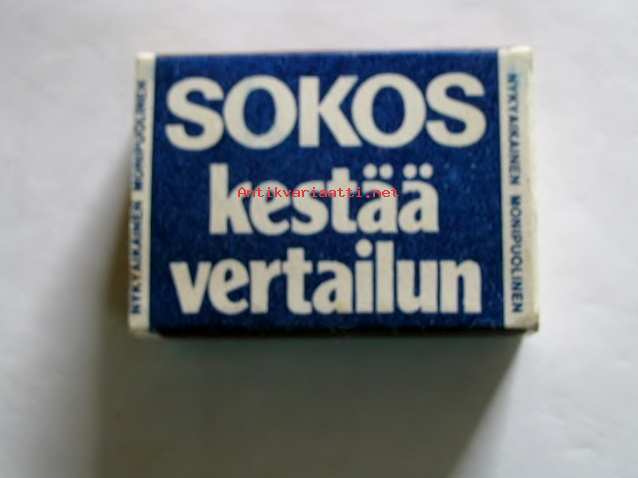 SOKOS
kestää
vertailun
NYKYAIKAINEN MONIPUOLINEN
NYKYAIKAINEN MONIPUOLINEN
Antikvariaatti.net